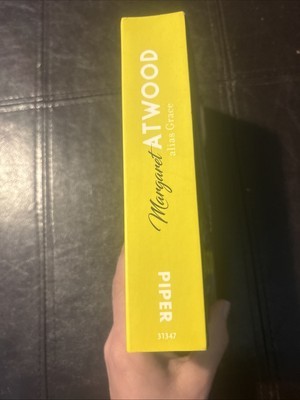 Margaret ATWOOD
alias Grace
PIPER
31347